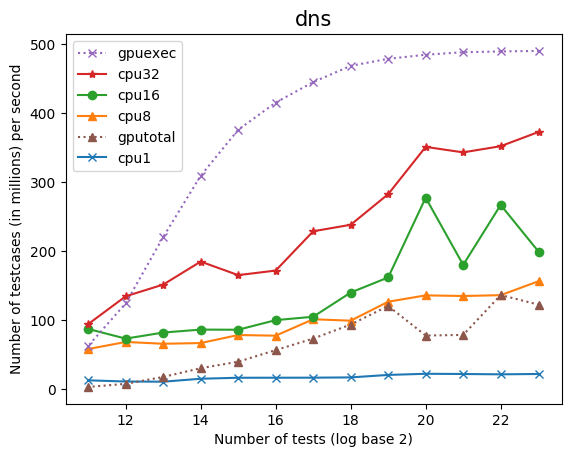 dns
Number of testcases (in millions) per second
500
400
300
200
100
0
gpuexec
cpu32
cpu16
cpu8
gputotal
cpu1
12 14 16 18 20 22
Number of tests (log base 2)